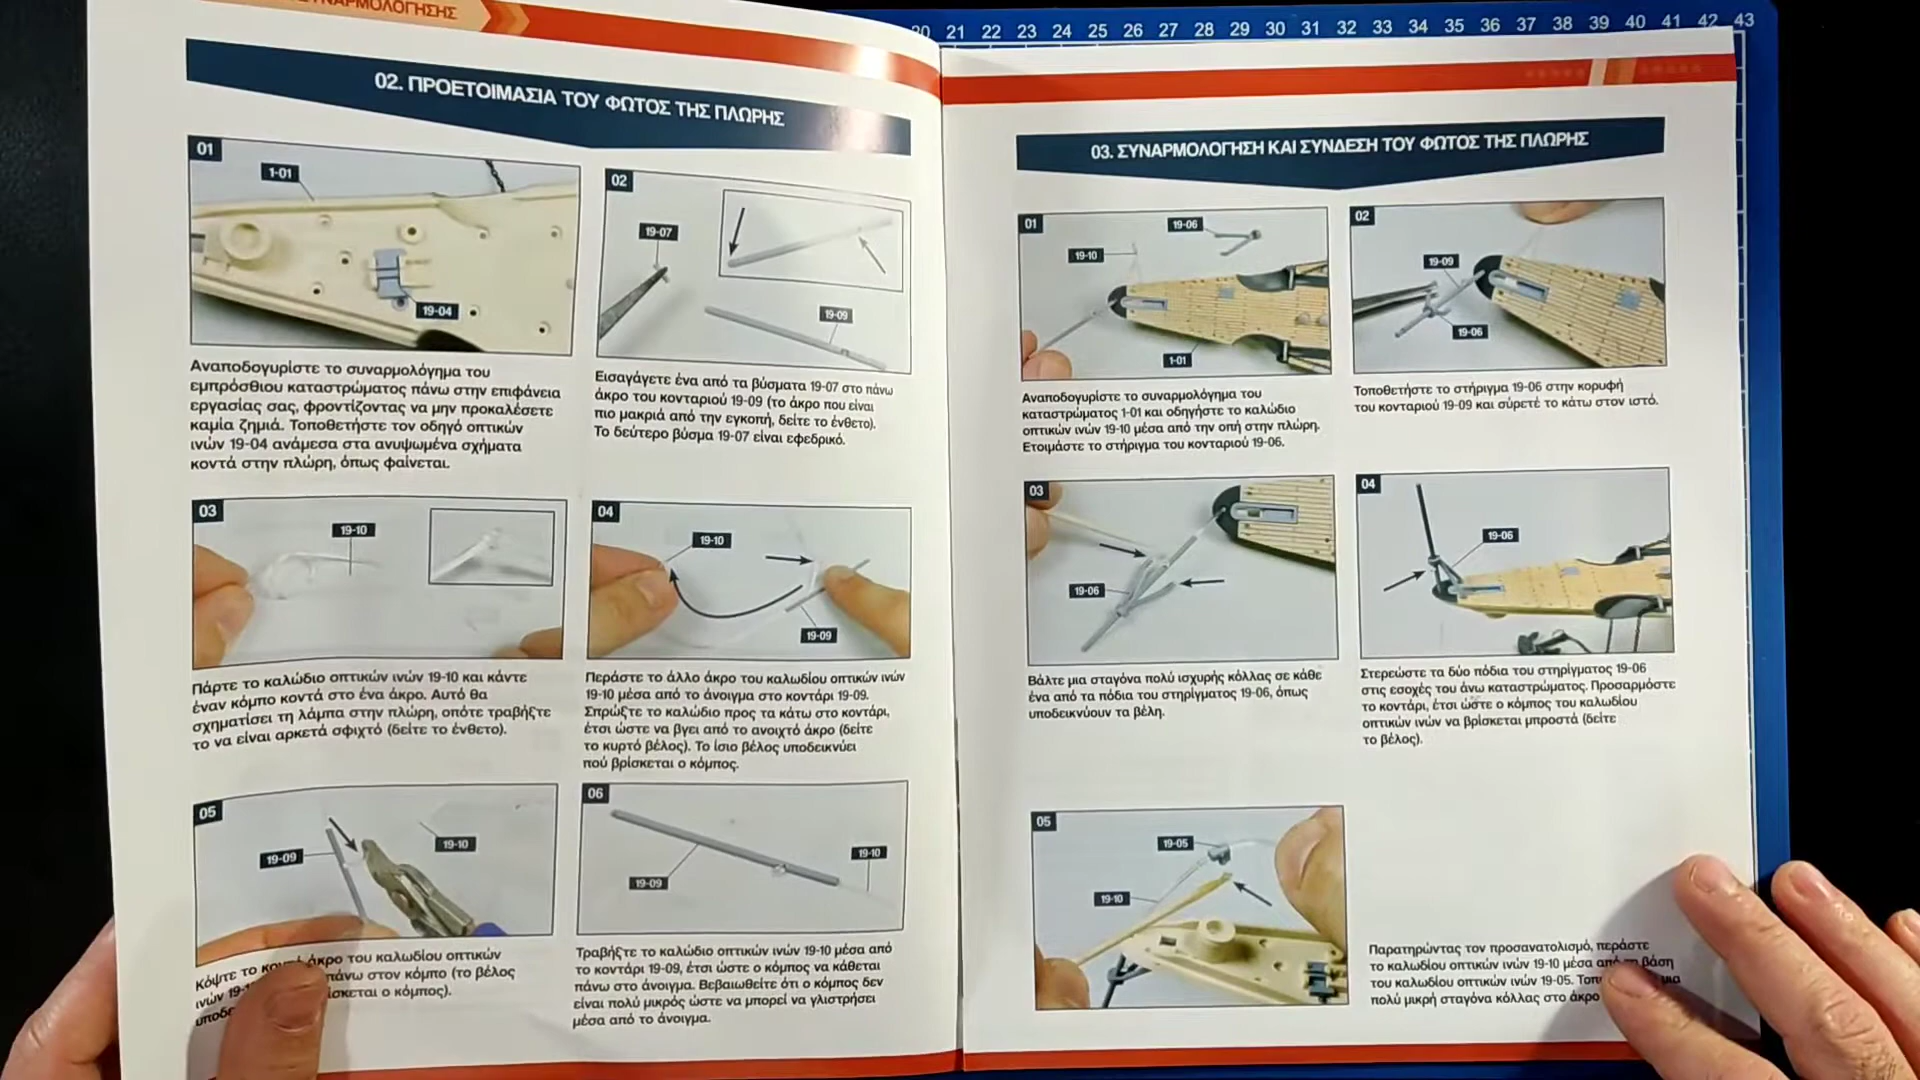 ΣΥΝΑΡΜΟΛΟΓΗΣΗΣ
20 21 22 23 24 25 26 27 28 29 30 31 32 33 34 35 36 37 38 39 40 41 42 43
02. ΠΡΟΕΤΟΙΜΑΣΙΑ ΤΟΥ ΦΩΤΟΣ ΤΗΣ ΠΛΩΡΗΣ
01
1-01
19-04
Αναποδογυρίστε το συναρμολόγημα του
εμπρόσθιου καταστρώματος πάνω στην επιφάνεια
εργασίας σας, φροντίζοντας να μην προκαλέσετε
καμία ζημιά. Τοποθετήστε τον οδηγό οπτικών
ινών 19-04 ανάμεσα στα ανυψωμένα σχήματα
κοντά στην πλώρη, όπως φαίνεται.
02
19-07
19-09
Εισαγάγετε ένα από τα βύσματα 19-07 στο πάνω
άκρο του κονταριού 19-09 (το άκρο που είναι
πιο μακριά από την εγκοπή, δείτε το ένθετο).
Το δεύτερο βύσμα 19-07 είναι εφεδρικό.
03
19-10
Πάρτε το καλώδιο οπτικών ινών 19-10 και κάντε
έναν κόμπο κοντά στο ένα άκρο. Αυτό θα
σχηματίσει τη λάμπα στην πλώρη, οπότε τραβήξτε
το να είναι αρκετά σφιχτό (δείτε το ένθετο).
04
19-10
19-09
Περάστε το άλλο άκρο του καλωδίου οπτικών ινών
19-10 μέσα από το άνοιγμα στο κοντάρι 19-09.
Σπρώξτε το καλώδιο προς τα κάτω στο κοντάρι,
έτσι ώστε να βγει από το ανοιχτό άκρο (δείτε
το κυρτό βέλος). Το ίσιο βέλος υποδεικνύει
πού βρίσκεται ο κόμπος.
05
19-09
19-10
Κόψτε το άκρο του καλωδίου οπτικών
ινών πάνω στον κόμπο (το βέλος
ο κόμπος).
06
19-09
19-10
Τραβήξτε το καλώδιο οπτικών ινών 19-10 μέσα από
το κοντάρι 19-09, έτσι ώστε ο κόμπος να κάθεται
πάνω στο άνοιγμα. Βεβαιωθείτε ότι ο κόμπος δεν
είναι πολύ μικρός ώστε να μπορεί να γλιστρήσει
μέσα από το άνοιγμα.
03. ΣΥΝΑΡΜΟΛΟΓΗΣΗ ΚΑΙ ΣΥΝΔΕΣΗ ΤΟΥ ΦΩΤΟΣ ΤΗΣ ΠΛΩΡΗΣ
01
19-06
19-10
1-01
Αναποδογυρίστε το συναρμολόγημα του
καταστρώματος 1-01 και οδηγήστε το καλώδιο
οπτικών ινών 19-10 μέσα από την οπή στην πλώρη.
Ετοιμάστε το στήριγμα του κονταριού 19-06.
02
19-09
19-06
Τοποθετήστε το στήριγμα 19-06 στην κορυφή
του κονταριού 19-09 και σύρετέ το κάτω στον ιστό.
03
19-06
Βάλτε μια σταγόνα πολύ ισχυρής κόλλας σε κάθε
ένα από τα πόδια του στηρίγματος 19-06, όπως
υποδεικνύουν τα βέλη.
04
19-06
Στερεώστε τα δύο πόδια του στηρίγματος 19-06
στις εσοχές του άνω καταστρώματος. Προσαρμόστε
το κοντάρι, έτσι ώστε ο κόμπος του καλωδίου
οπτικών ινών να βρίσκεται μπροστά (δείτε
το βέλος).
05
19-05
19-10
Παρατηρώντας τον προσανατολισμό, περάστε
το καλωδίου οπτικών ινών 19-10 μέσα βάση
του καλωδίου οπτικών ινών 19-05.
πολύ μικρή σταγόνα κόλλας στο άκρο